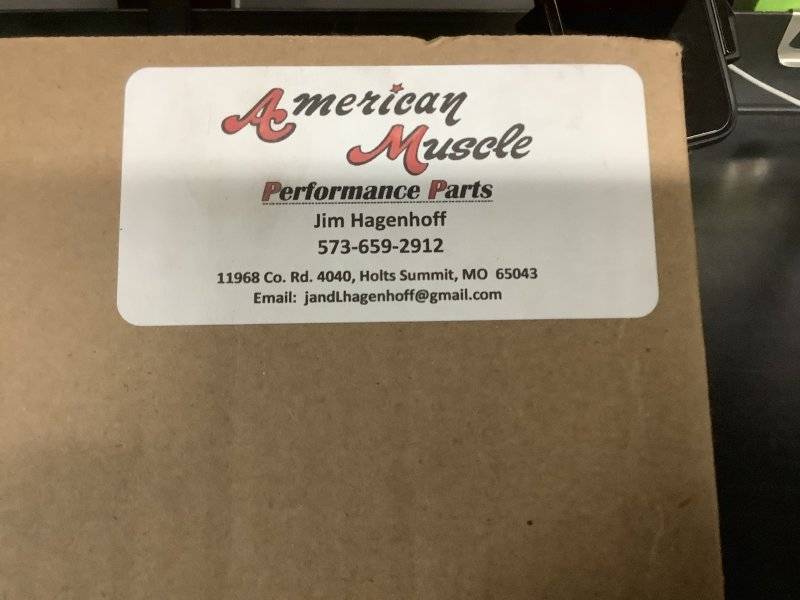 American
Muscle
Performance Parts
Jim Hagenhoff
573-659-2912
11968 Co. Rd. 4040, Holts Summit, MO 65043
Email: jandLhagenhoff@gmail.com